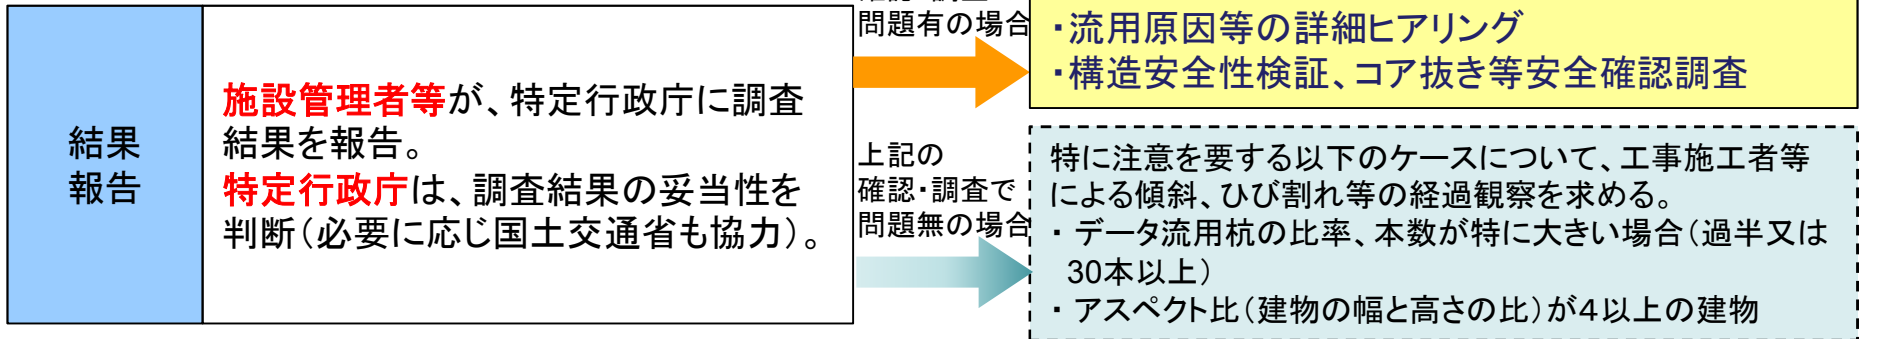 結果
報告
施設管理者等が、特定行政庁に調査
結果を報告。
特定行政庁は、調査結果の妥当性を
判断（必要に応じ国土交通省も協力）。
問題有の場合
・流用原因等の詳細ヒアリング
・構造安全性検証、コア抜き等安全確認調査
上記の
確認・調査で
問題無の場合
特に注意を要する以下のケースについて、工事施工者等
による傾斜、ひび割れ等の経過観察を求める。
・ データ流用杭の比率、本数が特に大きい場合（過半又は
30本以上）
・ アスペクト比（建物の幅と高さの比）が４以上の建物